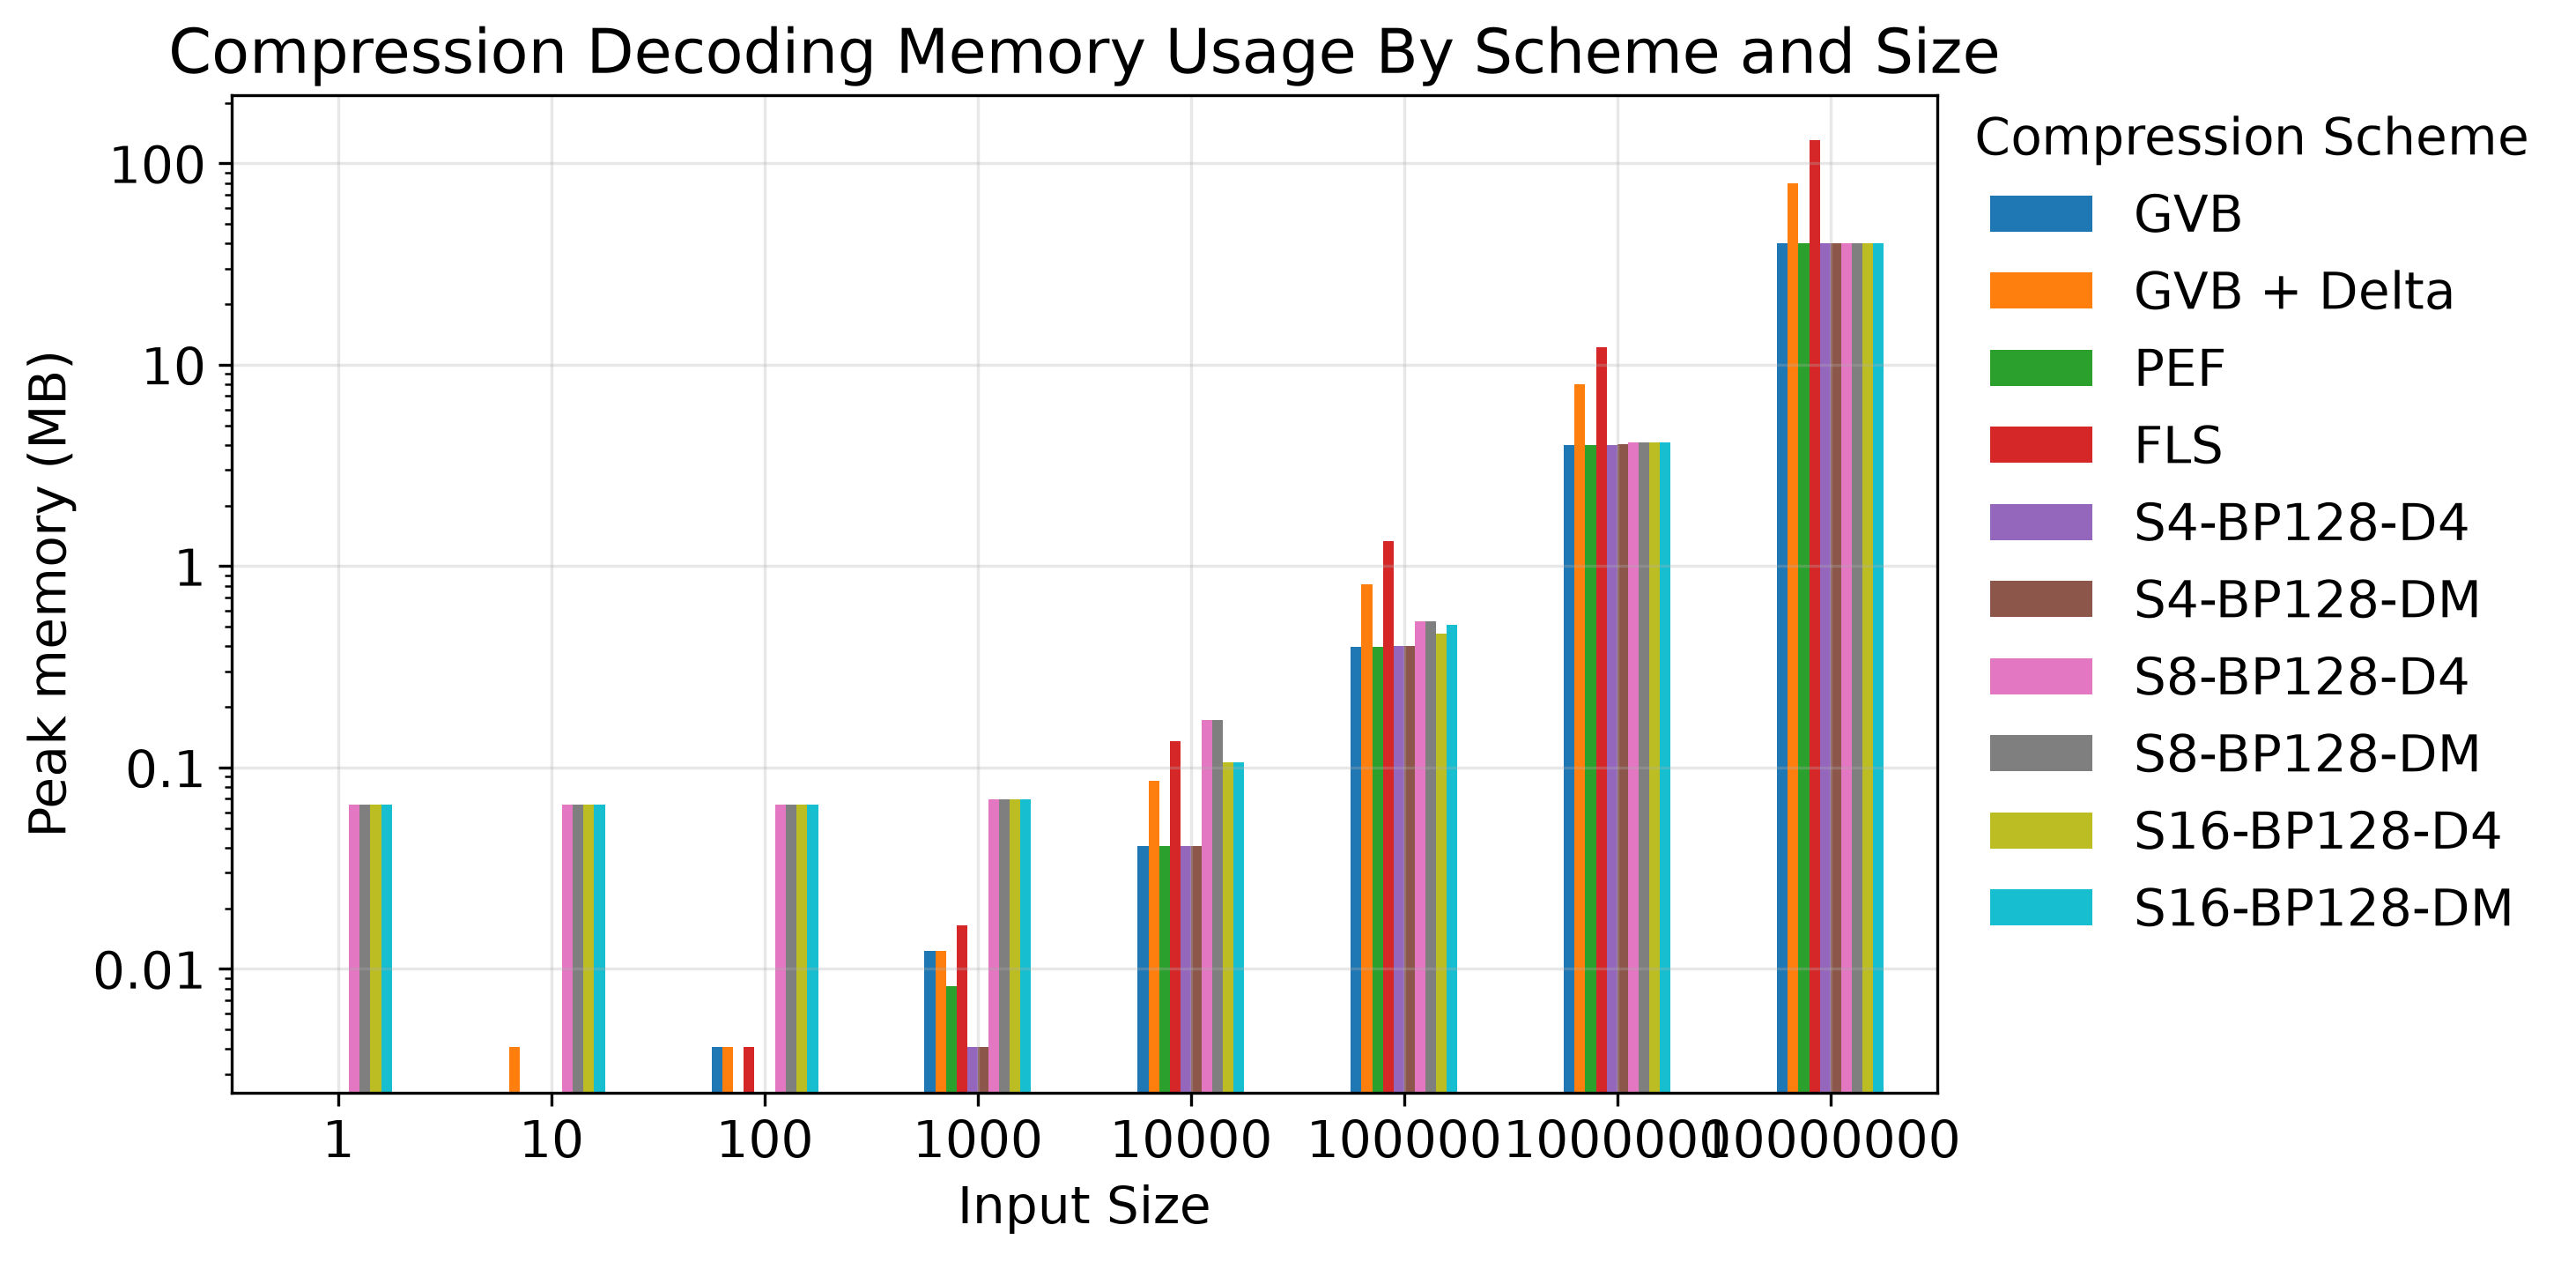 Compression Decoding Memory Usage By Scheme and Size
Peak memory (MB)
100
10
1
0.1
0.01
1
10
100
1000
10000
100000
1000000
10000000
Input Size
Compression Scheme
GVB
GVB + Delta
PEF
FLS
S4-BP128-D4
S4-BP128-DM
S8-BP128-D4
S8-BP128-DM
S16-BP128-D4
S16-BP128-DM